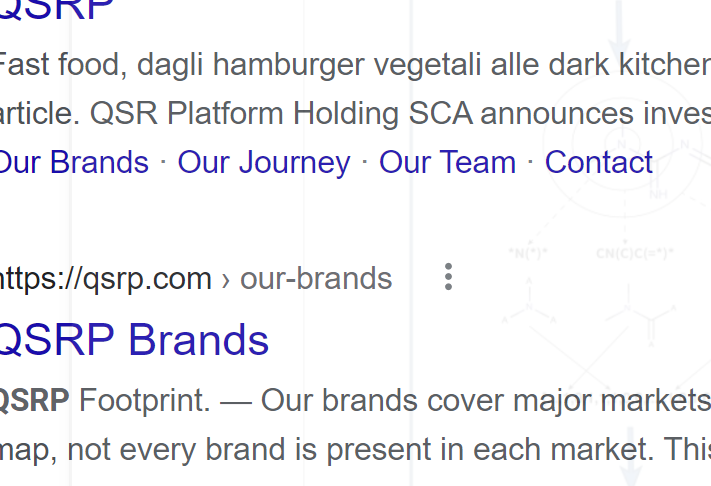 QSRP
Fast food, dagli hamburger vegetali alle dark kitchen
article. QSR Platform Holding SCA announces inves
Our Brands · Our Journey · Our Team · Contact
https://qsrp.com › our-brands
*N(*)* CN(C)C(=*)*
QSRP Brands
QSRP Footprint. — Our brands cover major markets
map, not every brand is present in each market. This